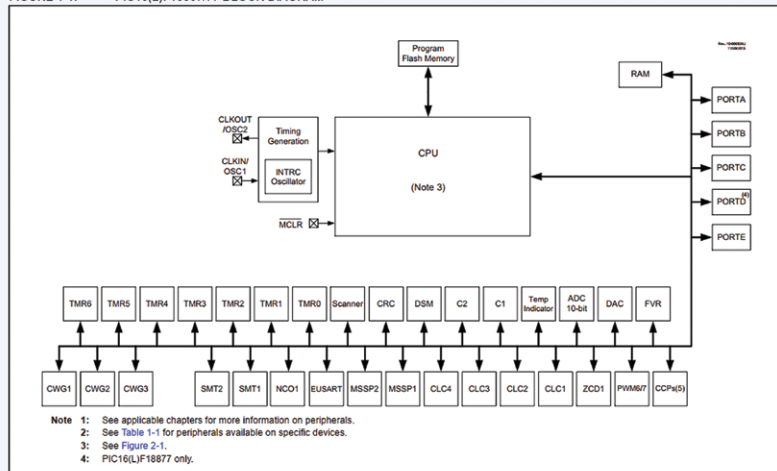 Program
Flash Memory
RAM
PORTA
PORTB
PORTC
PORTD
(4)
PORTE
CLKOUT
/OSC2
Timing
Generation
CPU
CLKIN/
OSC1
INTRC
Oscillator
(Note 3)
MCLR
TMR6 TMR5 TMR4 TMR3 TMR2 TMR1 TMR0 Scanner CRC DSM C2 C1 Temp Indicator ADC 10-bit DAC FVR
CWG1 CWG2 CWG3 SMT2 SMT1 NCO1 EUSART MSSP2 MSSP1 CLC4 CLC3 CLC2 CLC1 ZCD1 PWM6/7 CCPs(5)
Note 1: See applicable chapters for more information on peripherals.
2: See Table 1-1 for peripherals available on specific devices.
3: See Figure 2-1.
4: PIC16(L)F18877 only.